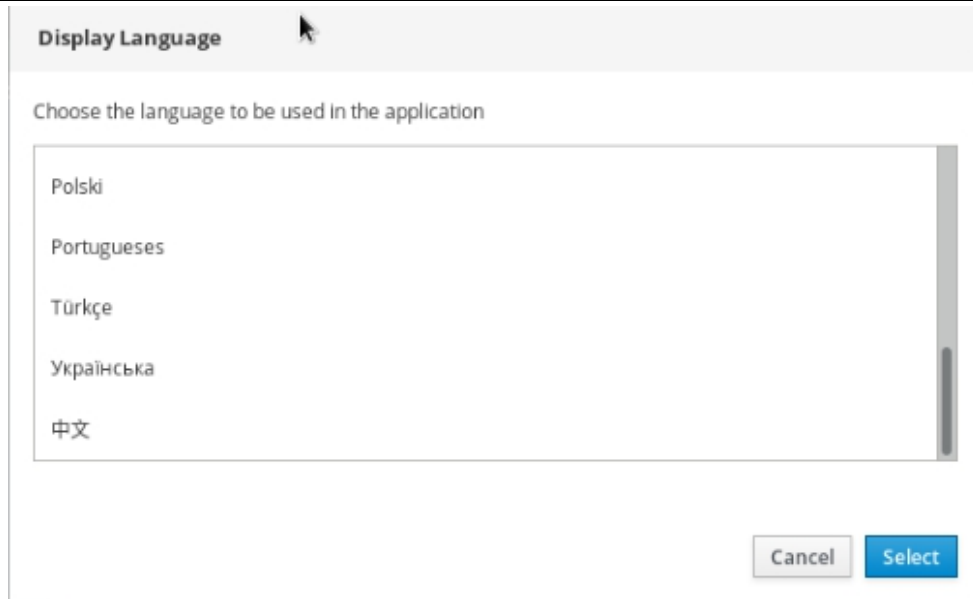 Display Language
Choose the language to be used in the application
Polski
Portugueses
Türkçe
Українська
中文
Cancel
Select